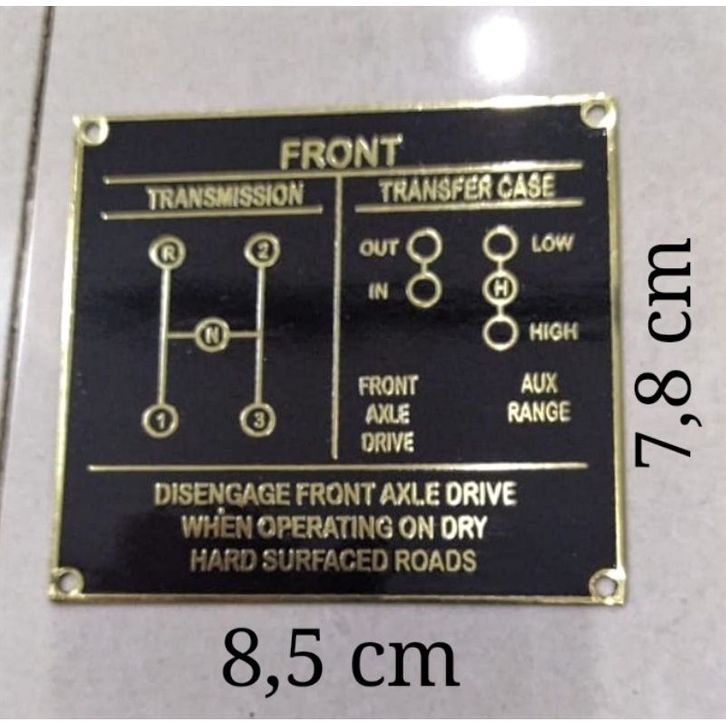 FRONT
TRANSMISSION
TRANSFER CASE
R
2
OUT
LOW
IN
H
N
HIGH
1
3
FRONT
AXLE
DRIVE
AUX
RANGE
DISENGAGE FRONT AXLE DRIVE
WHEN OPERATING ON DRY
HARD SURFACED ROADS
7,8 cm
8,5 cm